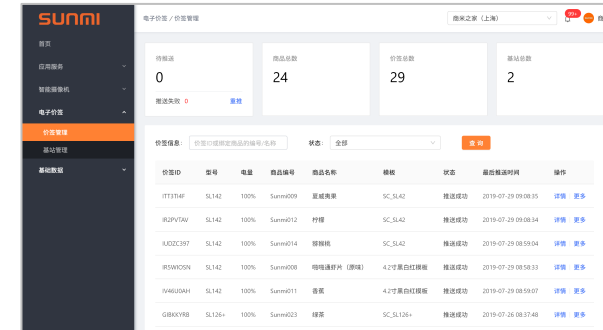 SUNMI
电子价签 / 价签管理
商米之家（上海）
99+
首页
应用服务
智能摄像机
电子价签
价签管理
基站管理
基础数据
待推送
0
推送失败 0 重推
商品总数
24
价签总数
29
基站总数
2
价签信息: 价签ID或绑定商品的编号/名称 状态: 全部 查询
价签ID 型号 电量 商品编号 商品名称 模板 状态 最后推送时间 操作
ITT3TI4F SL142 100% Sunmi009 夏威夷果 SC_SL42 推送成功 2019-07-29 09:08:35 详情 更多
IR2PVTAV SL142 100% Sunmi012 柠檬 SC_SL42 推送成功 2019-07-29 09:08:34 详情 更多
IUDZC397 SL142 100% Sunmi014 猕猴桃 SC_SL42 推送成功 2019-07-29 08:59:04 详情 更多
IR5WIOSN SL142 100% Sunmi008 嘀嘀通虾片（原味） 4.2寸黑白红模板 推送成功 2019-07-29 08:58:33 详情 更多
IV46U0AH SL142 100% Sunmi011 香蕉 4.2寸黑白红模板 推送成功 2019-07-29 08:59:07 详情 更多
GIBKKYRB SL126+ 100% Sunmi023 绿茶 SC_SL126+ 推送成功 2019-07-26 08:37:48 详情 更多